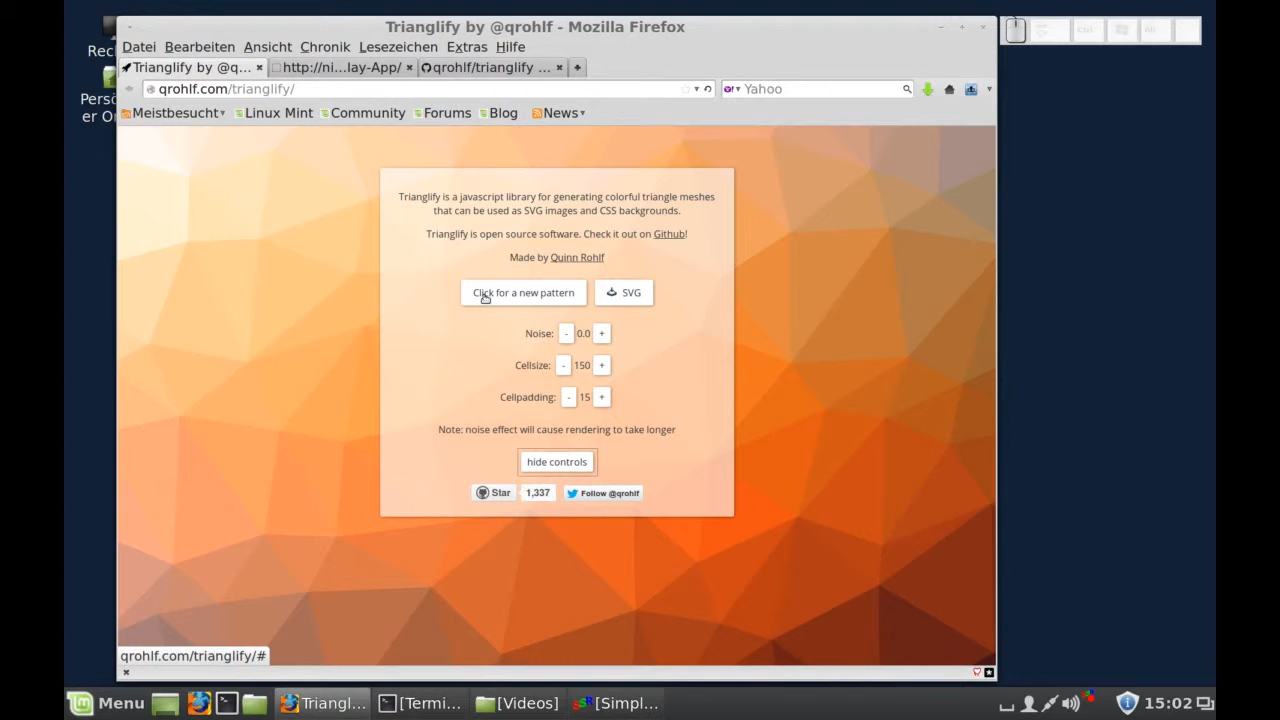 Trianglify by @qrohlf - Mozilla Firefox
Datei Bearbeiten Ansicht Chronik Lesezeichen Extras Hilfe
Trianglify by @q... http://ni...lay-App/ qrohlf/trianglify ...
qrohlf.com/trianglify/ Yahoo
Meistbesucht Linux Mint Community Forums Blog News
Rec
Persö
er Or
Trianglify is a javascript library for generating colorful triangle meshes
that can be used as SVG images and CSS backgrounds.
Trianglify is open source software. Check it out on Github!
Made by Quinn Rohlf
Click for a new pattern SVG
Noise: - 0.0 +
Cellsize: - 150 +
Cellpadding: - 15 +
Note: noise effect will cause rendering to take longer
hide controls
Star 1,337 Follow @qrohlf
qrohlf.com/trianglify/#
Menu Triangl... [Termi... [Videos] [Simpl... 15:02